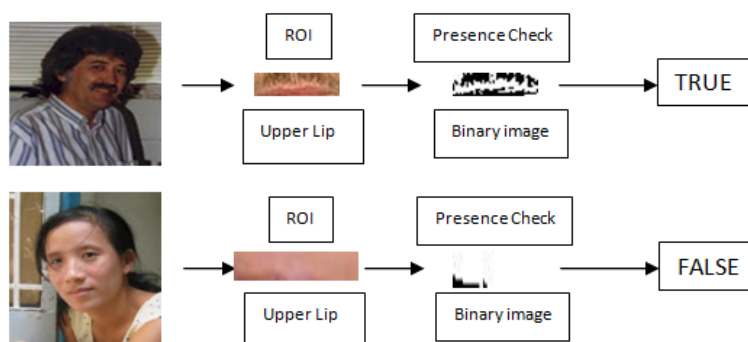 ROI
Presence Check
TRUE
Upper Lip
Binary image
ROI
Presence Check
FALSE
Upper Lip
Binary image